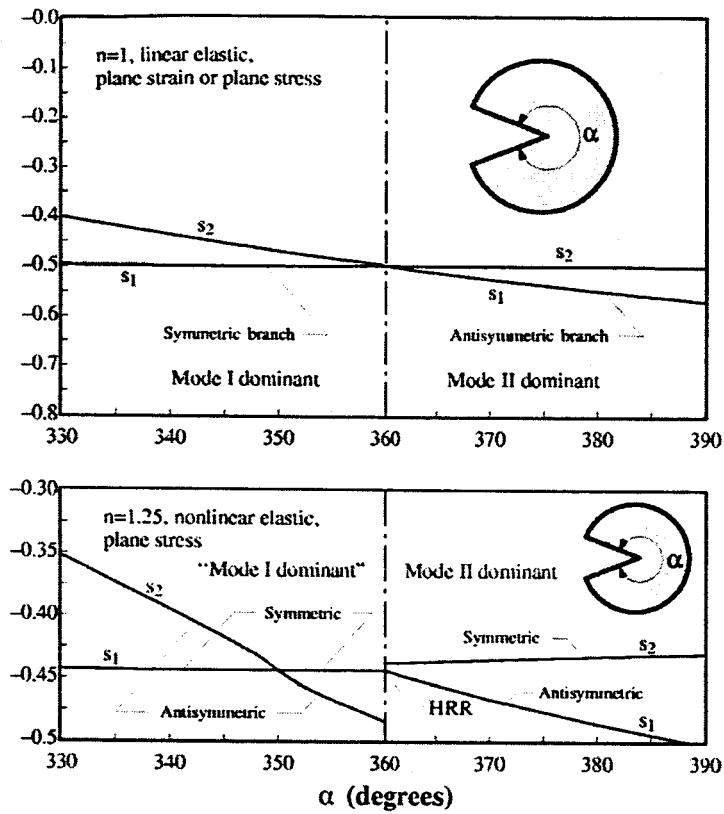 −0.0
n=1, linear elastic,
plane strain or plane stress
−0.1
−0.2
α
−0.3
−0.4
s2
s2
−0.5
s1
s1
−0.6
Symmetric branch
Antisymmetric branch
−0.7
Mode I dominant
Mode II dominant
−0.8
330 340 350 360 370 380 390
−0.30
n=1.25, nonlinear elastic,
plane stress
−0.35
"Mode I dominant"
Mode II dominant
α
s2
−0.40
Symmetric
Symmetric
s2
s1
−0.45
Antisymmetric
HRR
Antisymmetric
s1
−0.5
330 340 350 360 370 380 390
α (degrees)